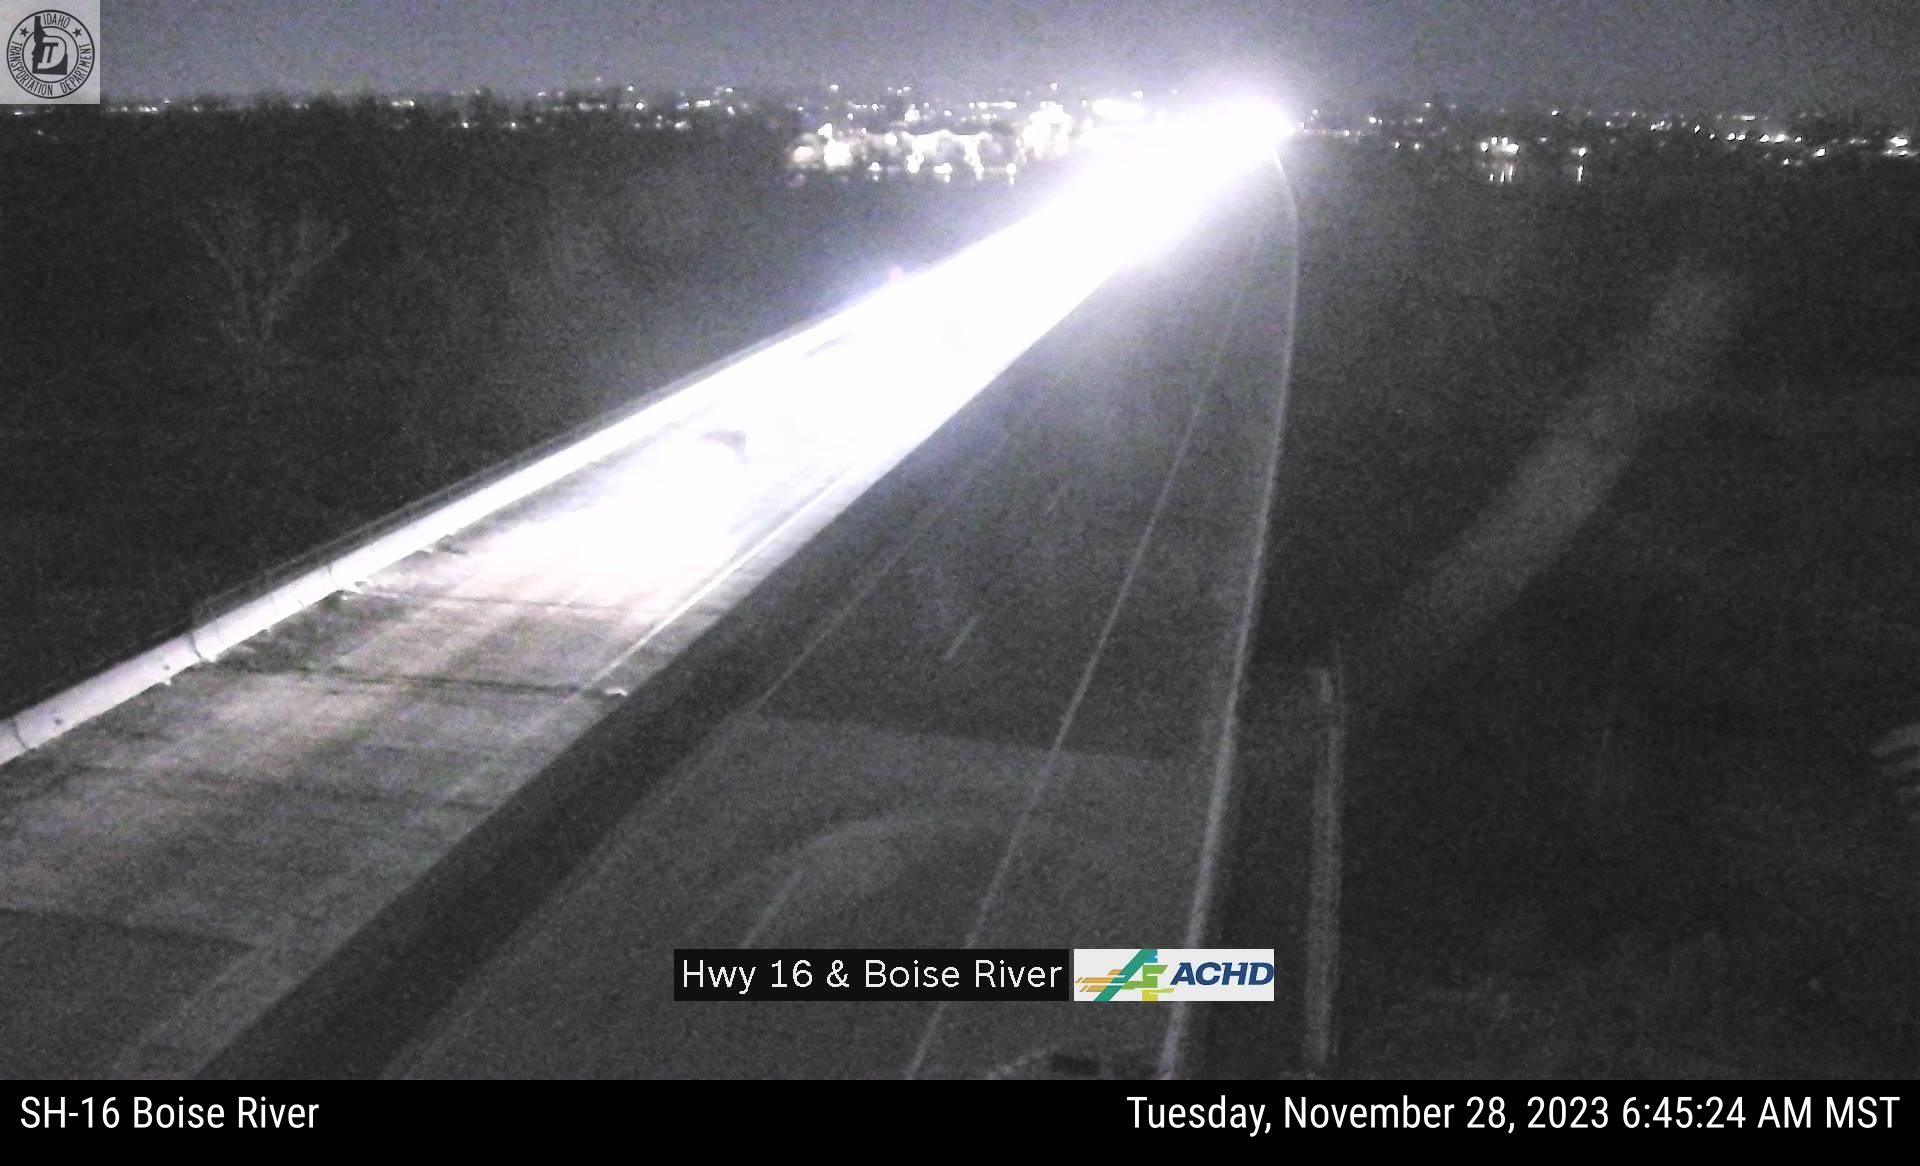 IDAHO
TRANSPORTATION DEPARTMENT
Hwy 16 & Boise River
ACHD
SH-16 Boise River
Tuesday, November 28, 2023 6:45:24 AM MST